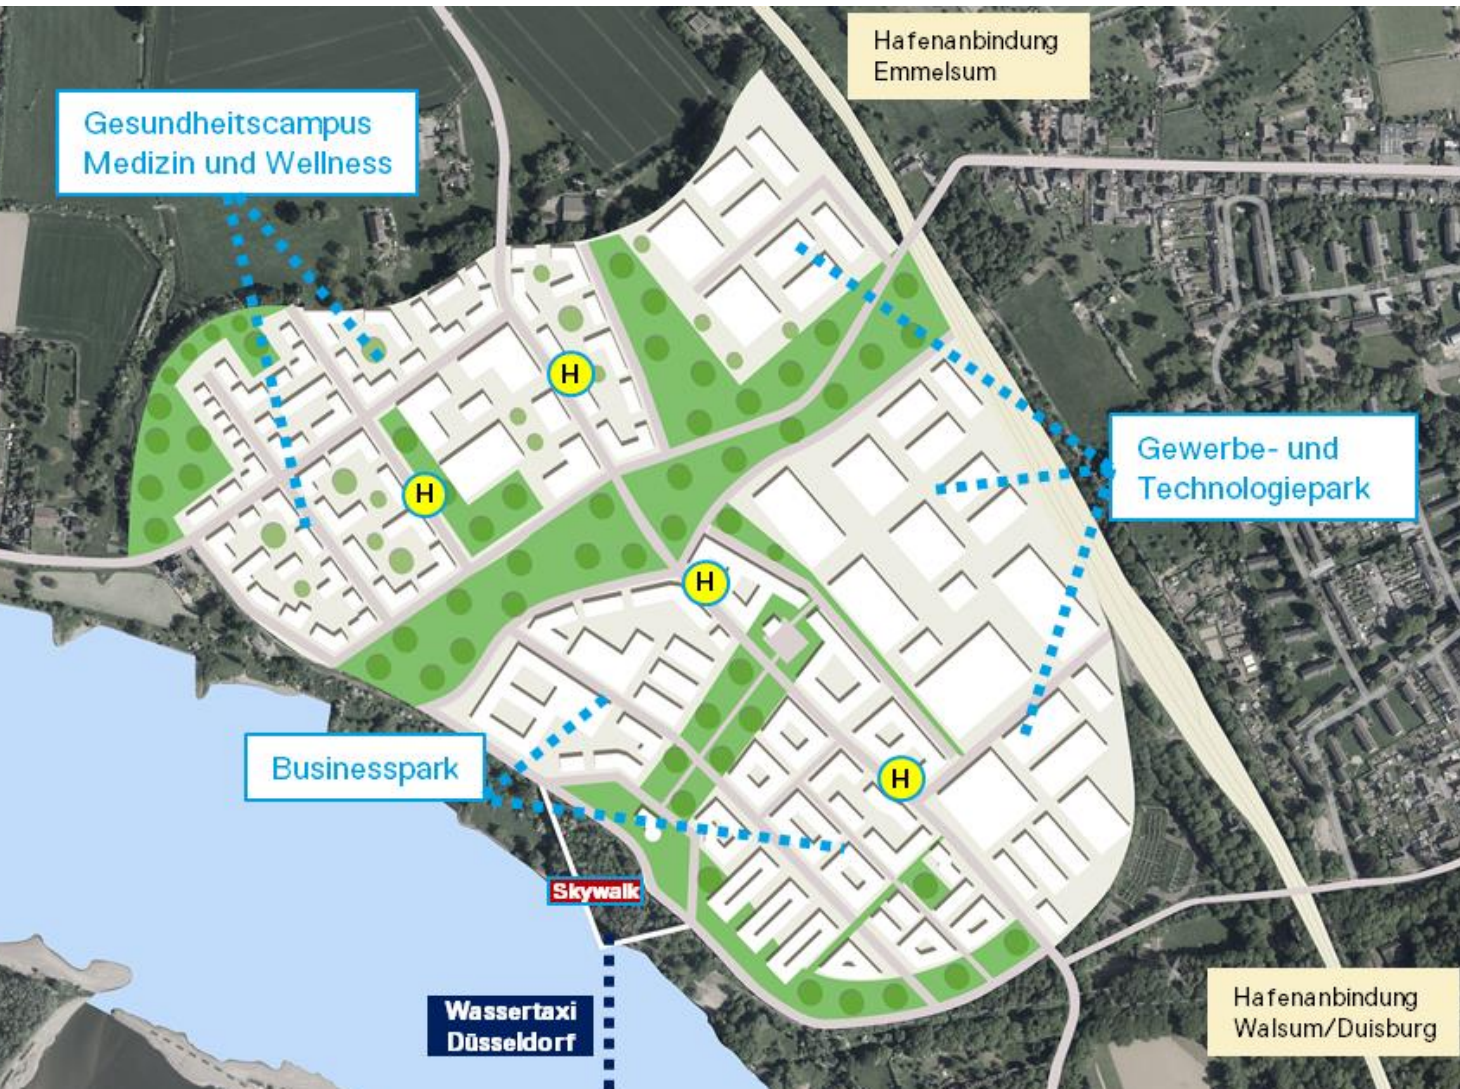 Hafenanbindung
Emmelsum
Gesundheitscampus
Medizin und Wellness
H
Gewerbe- und
Technologiepark
H
H
Businesspark
H
Skywalk
Wassertaxi
Düsseldorf
Hafenanbindung
Walsum/Duisburg